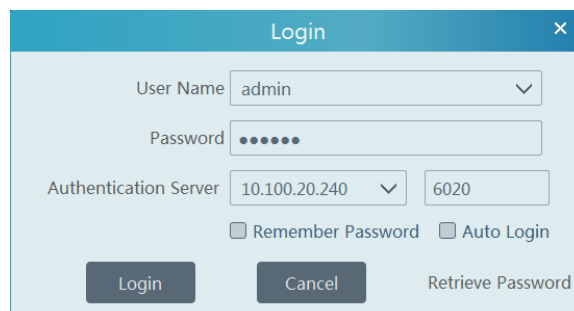 Login
User Name admin
Password ●●●●●●
Authentication Server 10.100.20.240 6020
Remember Password Auto Login
Login Cancel Retrieve Password